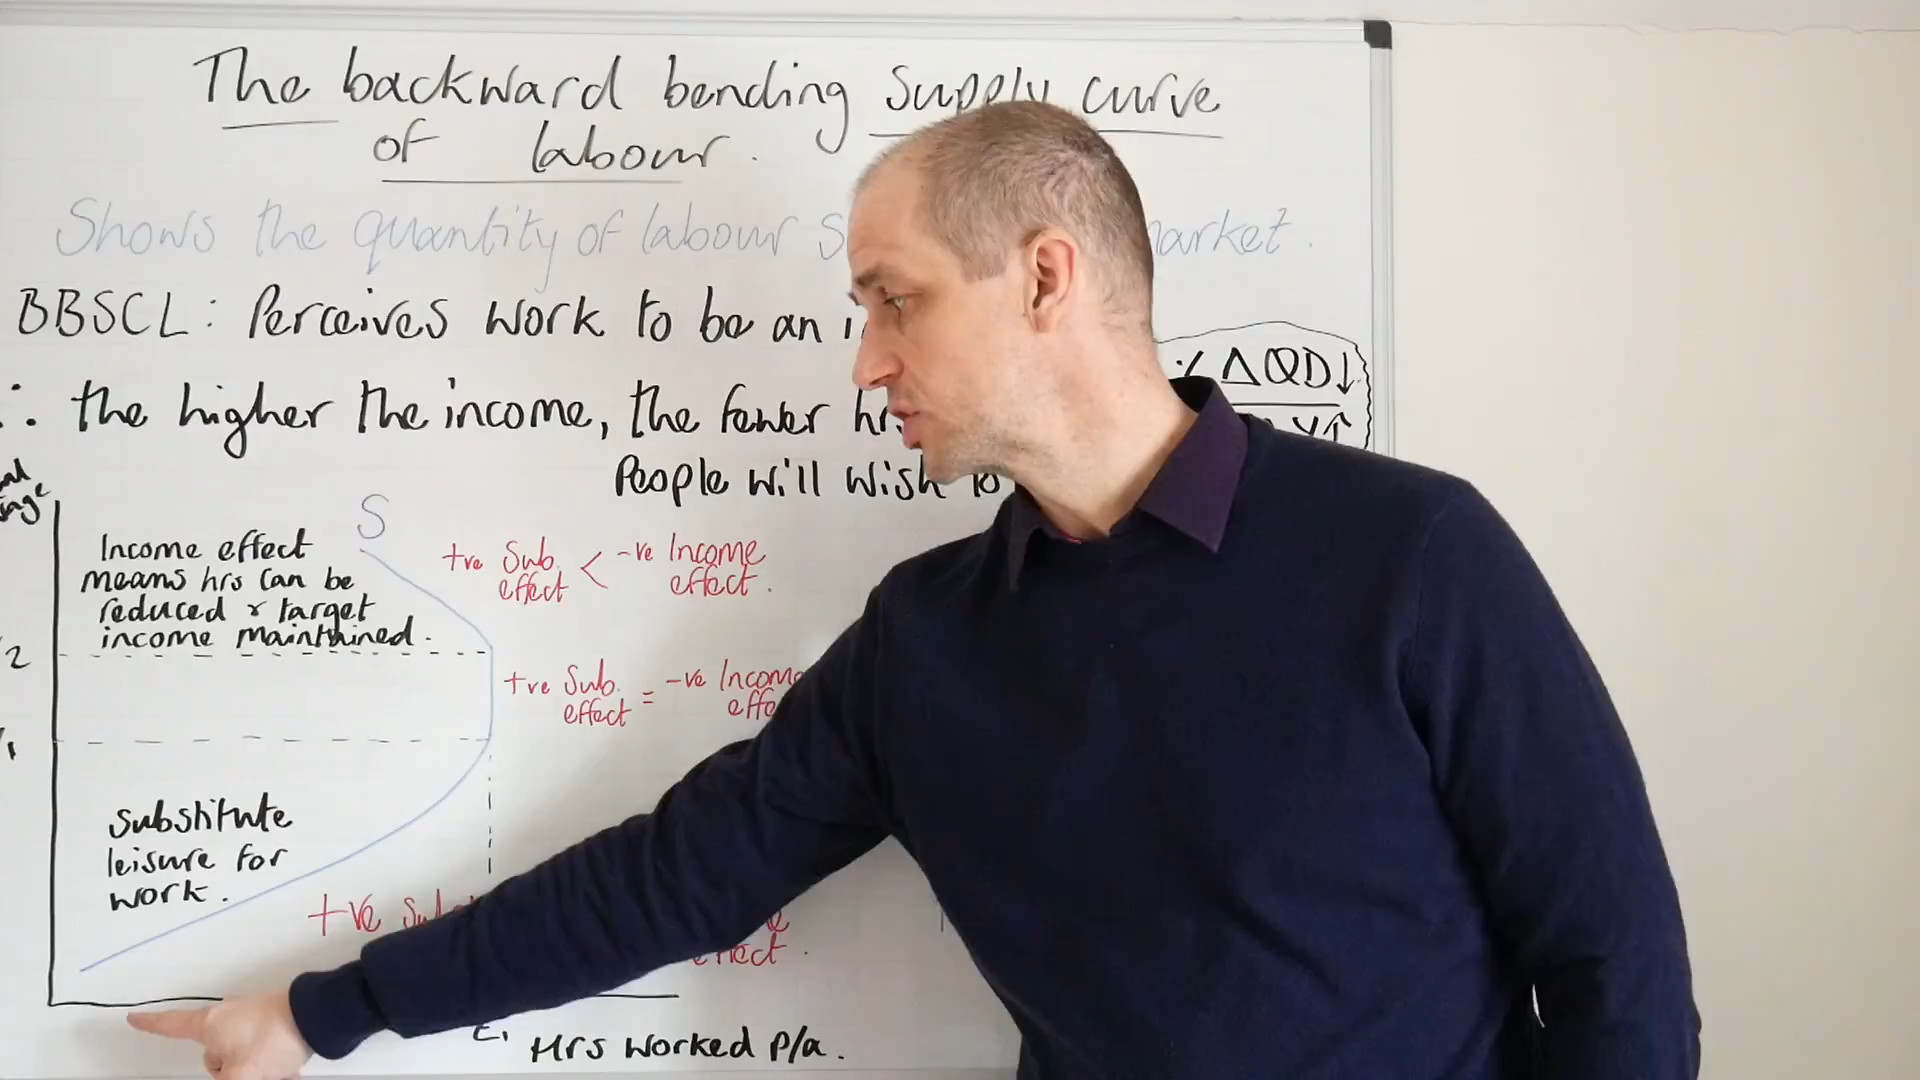 The backward bending supply curve
of labour.
Shows the quantity of labour market.
BBSCL: Perceives work to be an
∴ the higher the income, the fewer
People will wish to
% Δ QD↓
Y↑
S
Income effect
means hrs can be
reduced & target
income maintained.
+ve Sub. effect < -ve Income effect.
2
+ve Sub. effect = -ve Income
1
Substitute
leisure for
work.
+ve
E1
Hrs worked p/a.